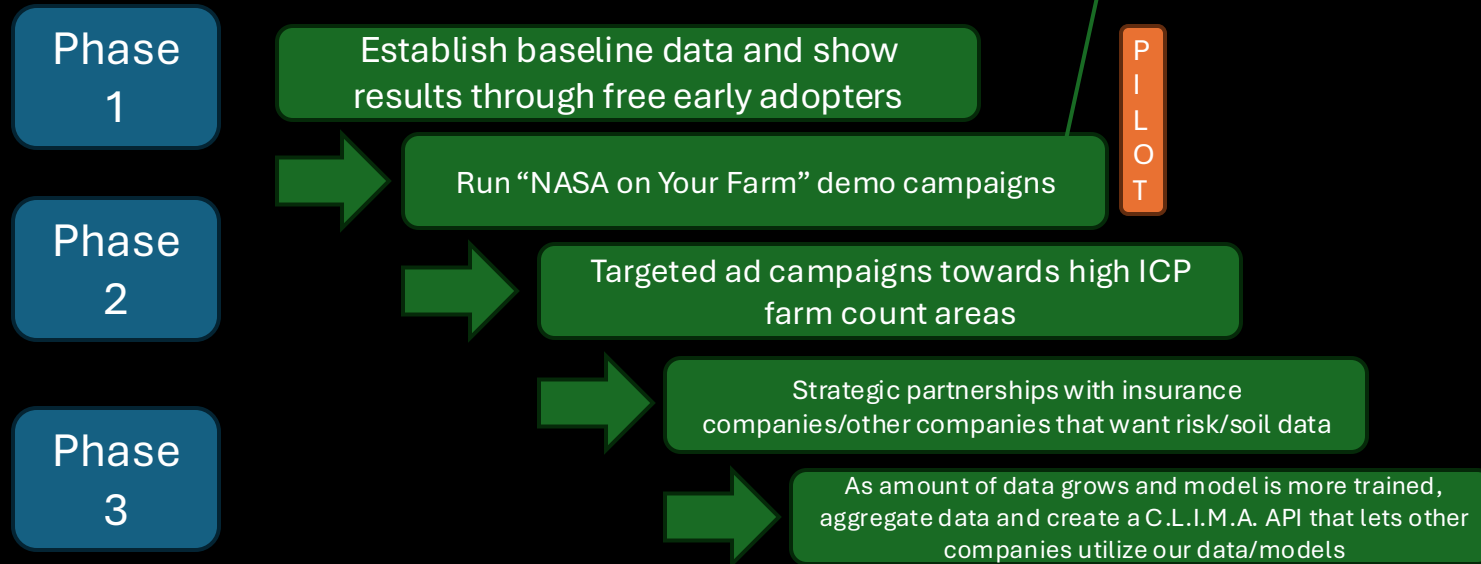 Phase
1
Establish baseline data and show
results through free early adopters
P
I
L
O
T
Run “NASA on Your Farm” demo campaigns
Phase
2
Targeted ad campaigns towards high ICP
farm count areas
Strategic partnerships with insurance
companies/other companies that want risk/soil data
Phase
3
As amount of data grows and model is more trained,
aggregate data and create a C.L.I.M.A. API that lets other
companies utilize our data/models